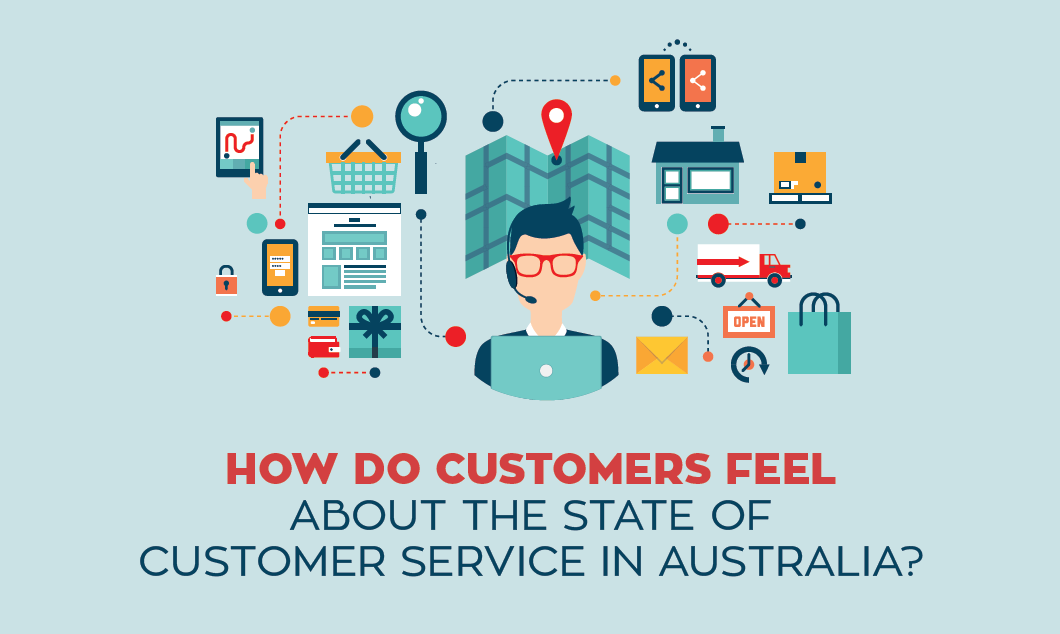 OPEN
HOW DO CUSTOMERS FEEL
ABOUT THE STATE OF
CUSTOMER SERVICE IN AUSTRALIA?